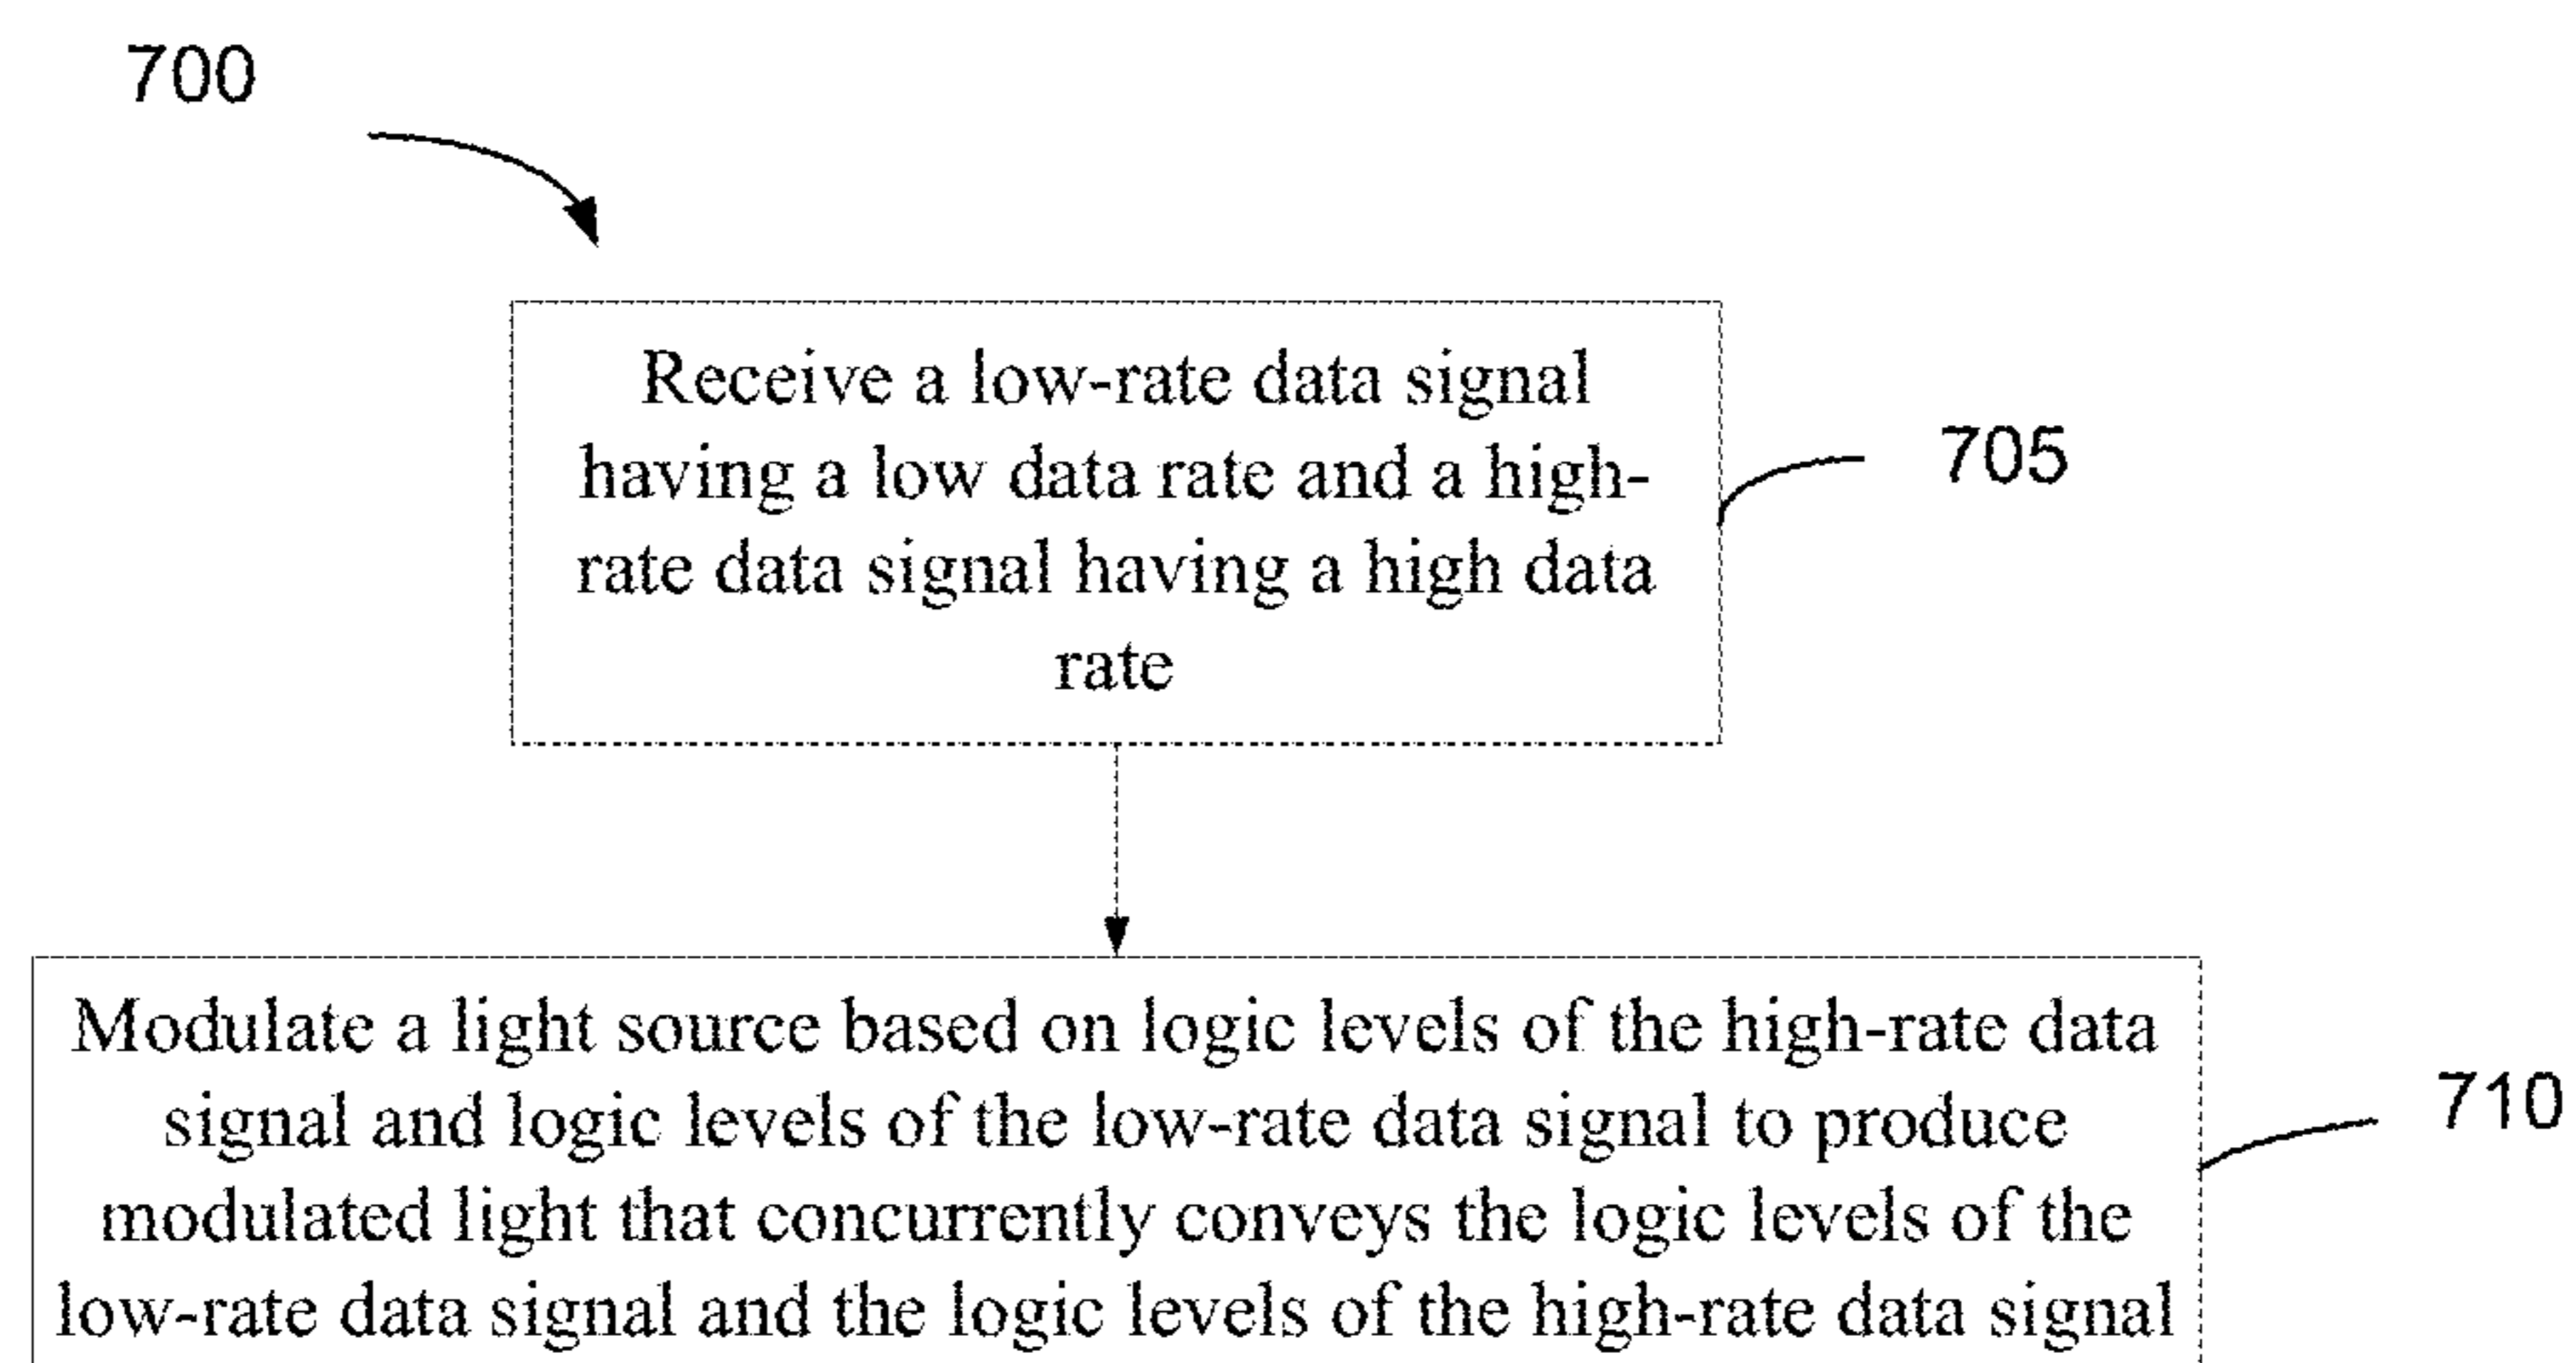 700
Receive a low-rate data signal
having a low data rate and a high-
rate data signal having a high data
rate
705
Modulate a light source based on logic levels of the high-rate data
signal and logic levels of the low-rate data signal to produce
modulated light that concurrently conveys the logic levels of the
low-rate data signal and the logic levels of the high-rate data signal
710